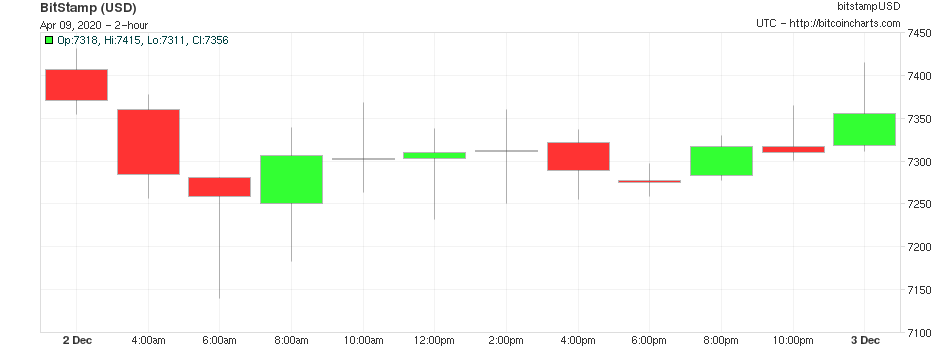 BitStamp (USD)
bitstampUSD
Apr 09, 2020 - 2-hour
UTC - http://bitcoincharts.com
Op:7318, Hi:7415, Lo:7311, Cl:7356
7450
7400
7350
7300
7250
7200
7150
7100
2 Dec 4:00am 6:00am 8:00am 10:00am 12:00pm 2:00pm 4:00pm 6:00pm 8:00pm 10:00pm 3 Dec